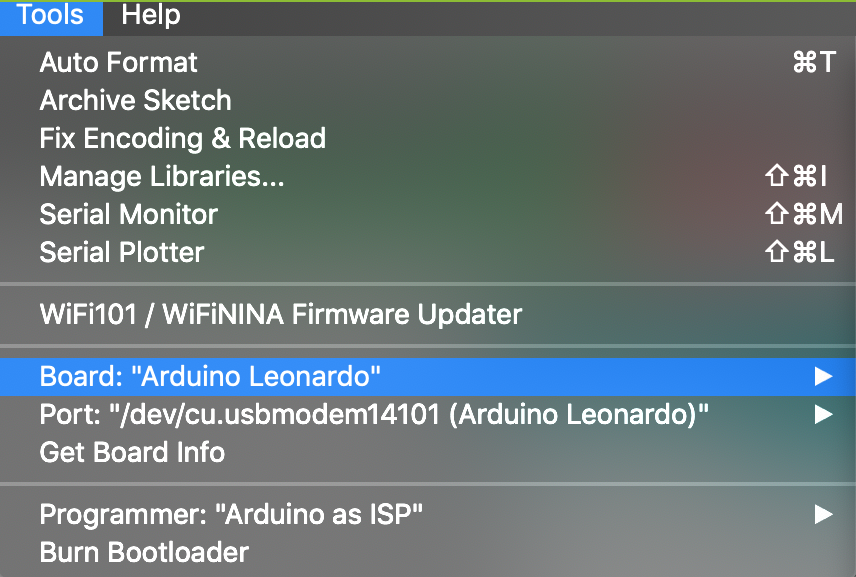 Tools Help
Auto Format ⌘T
Archive Sketch
Fix Encoding & Reload
Manage Libraries... ⇧⌘I
Serial Monitor ⇧⌘M
Serial Plotter ⇧⌘L
WiFi101 / WiFiNINA Firmware Updater
Board: "Arduino Leonardo" ▶
Port: "/dev/cu.usbmodem14101 (Arduino Leonardo)" ▶
Get Board Info
Programmer: "Arduino as ISP" ▶
Burn Bootloader